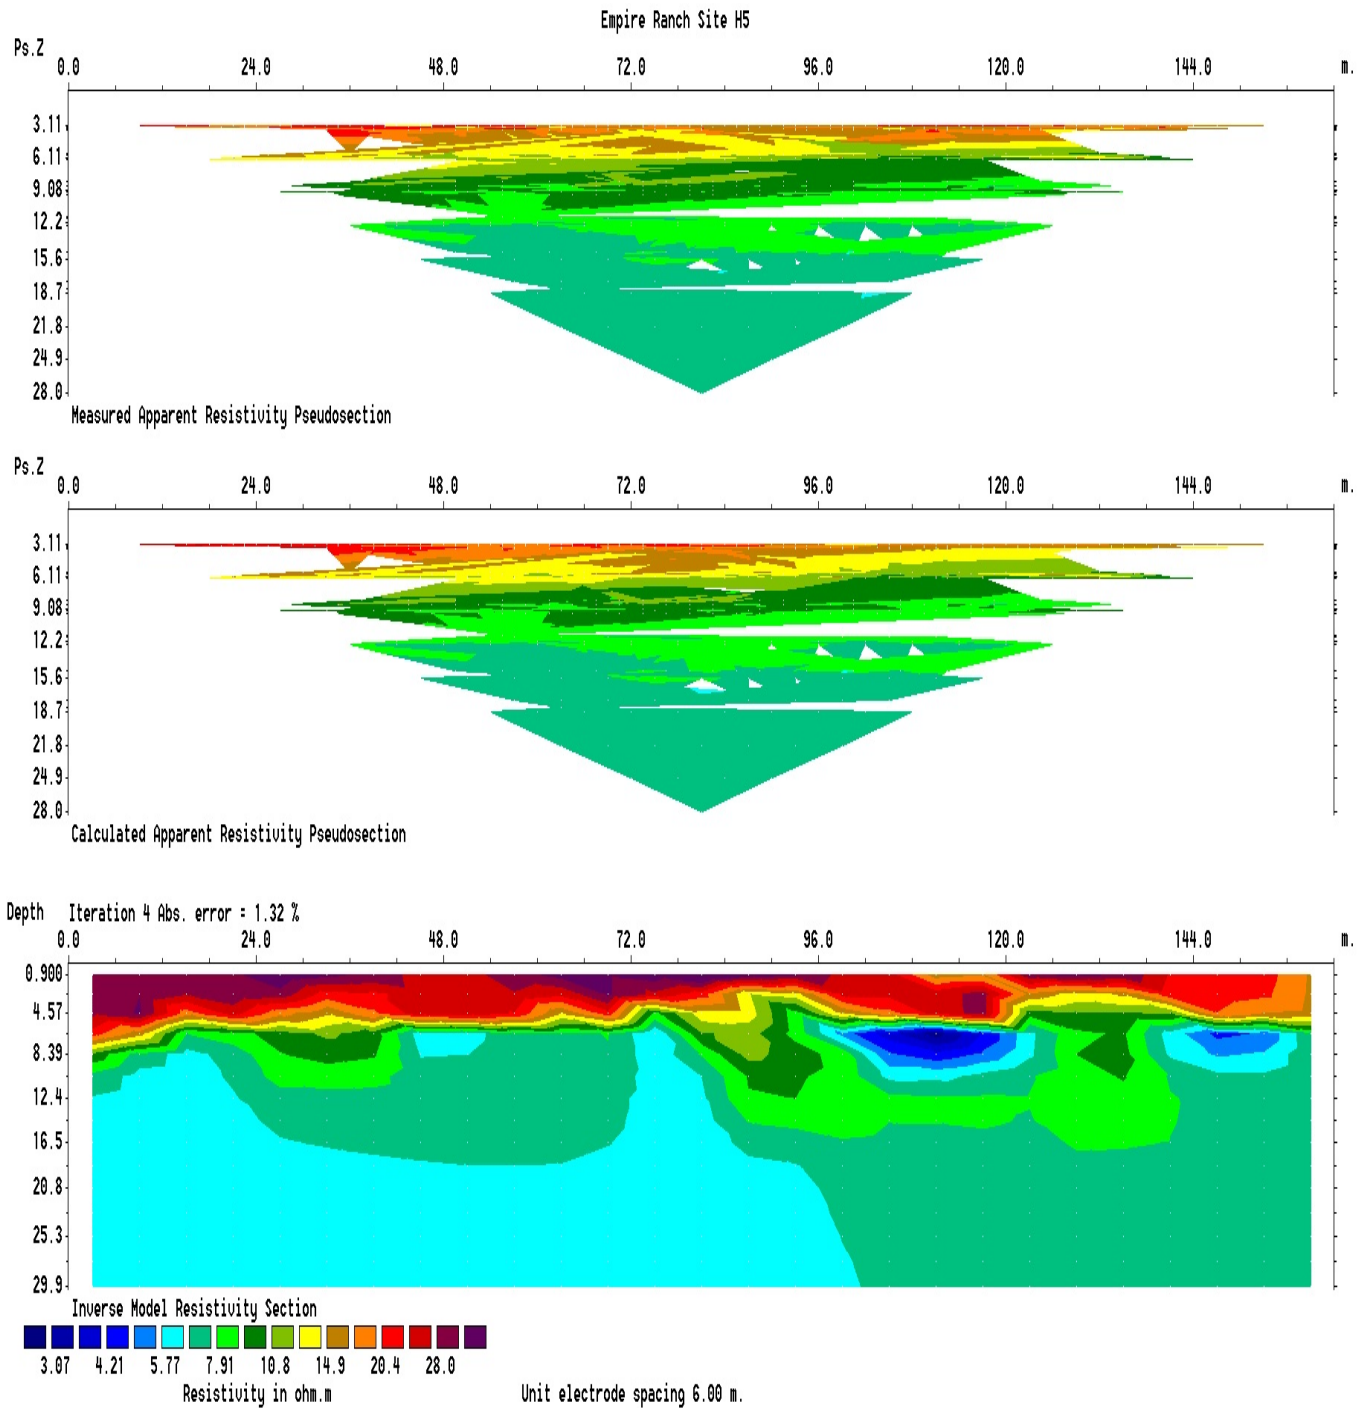 Empire Ranch Site H5
Ps.Z
0.0 24.0 48.0 72.0 96.0 120.0 144.0 m.
3.11
6.11
9.08
12.2
15.6
18.7
21.8
24.9
28.0
Measured Apparent Resistivity Pseudosection
Ps.Z
0.0 24.0 48.0 72.0 96.0 120.0 144.0 m.
3.11
6.11
9.08
12.2
15.6
18.7
21.8
24.9
28.0
Calculated Apparent Resistivity Pseudosection
Depth Iteration 4 Abs. error = 1.32 %
0.0 24.0 48.0 72.0 96.0 120.0 144.0 m.
0.900
4.57
8.39
12.4
16.5
20.8
25.3
29.9
Inverse Model Resistivity Section
3.07 4.21 5.77 7.91 10.8 14.9 20.4 28.0
Resistivity in ohm.m Unit electrode spacing 6.00 m.